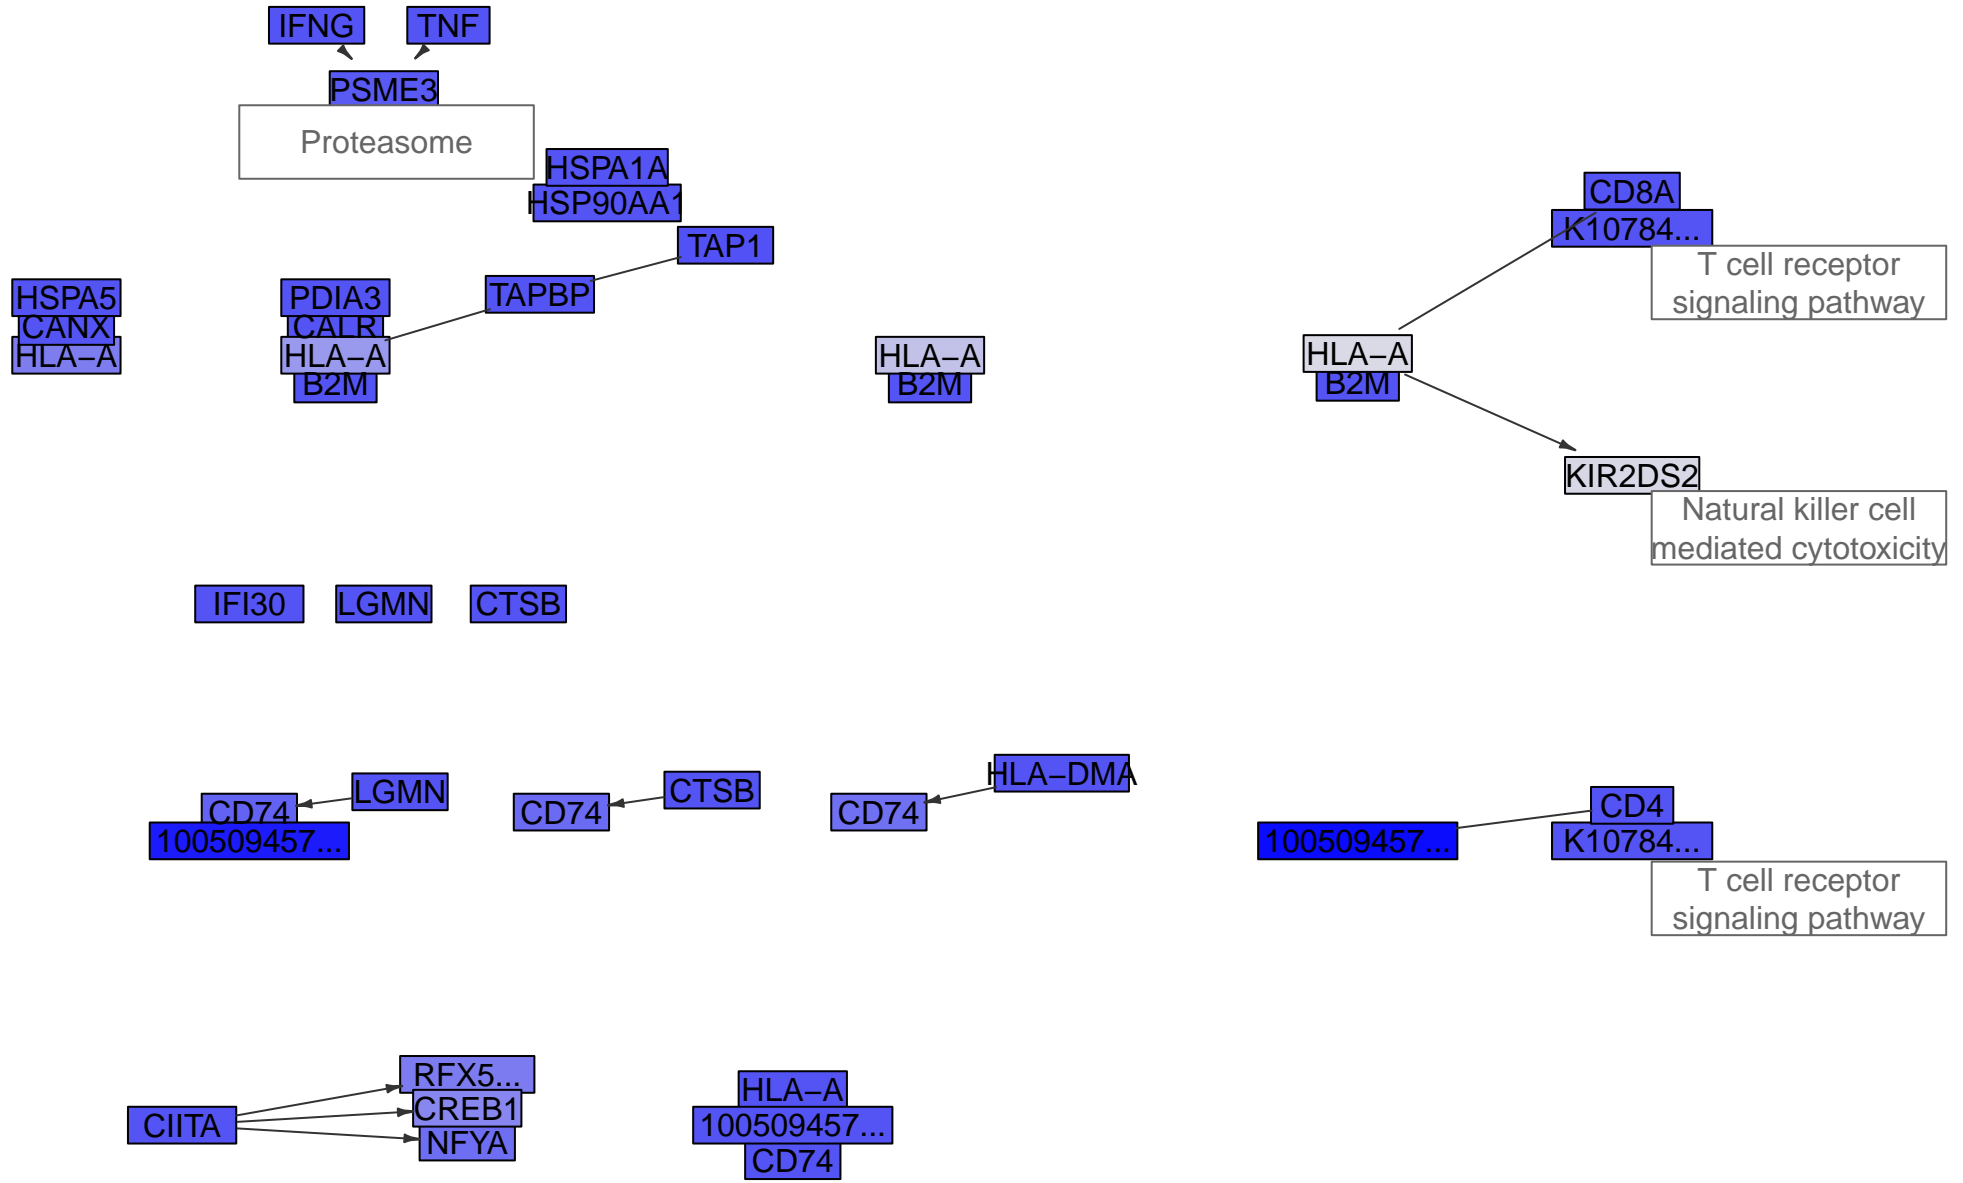 IFNG
TNF
PSME3
Proteasome
HSPA1A
HSP90AA1
TAP1
TAPBP
CD8A
K10784...
T cell receptor
signaling pathway
HSPA5
CANX
HLA−A
PDIA3
CALR
HLA−A
B2M
HLA−A
B2M
HLA−A
B2M
KIR2DS2
Natural killer cell
mediated cytotoxicity
IFI30
LGMN
CTSB
LGMN
CD74
100509457...
CTSB
CD74
HLA−DMA
CD74
CD4
100509457...
K10784...
T cell receptor
signaling pathway
CIITA
RFX5...
CREB1
NFYA
HLA−A
100509457...
CD74